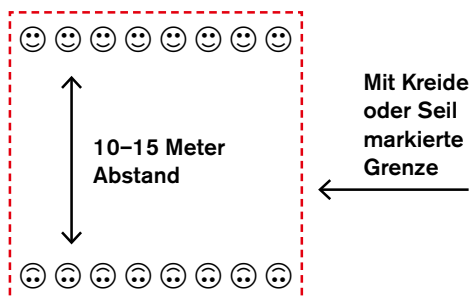 10–15 Meter
Abstand
Mit Kreide
oder Seil
markierte
Grenze